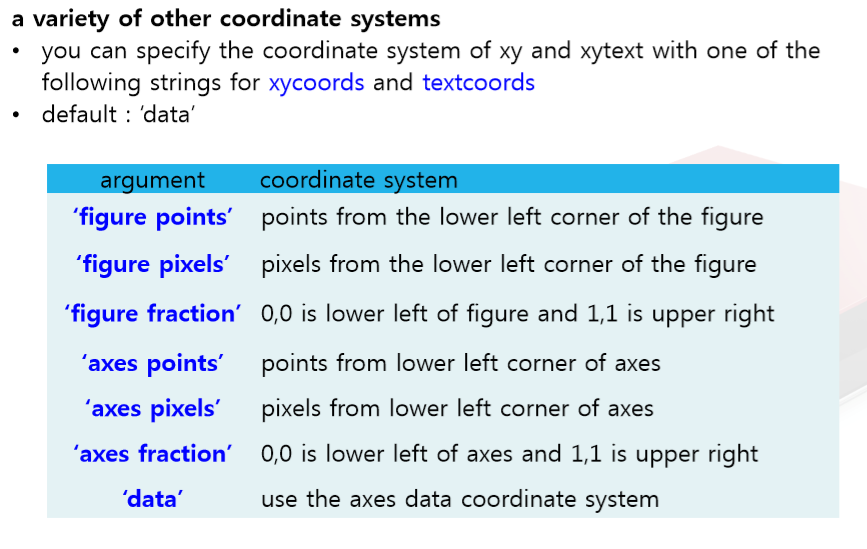 a variety of other coordinate systems
• you can specify the coordinate system of xy and xytext with one of the
following strings for xycoords and textcoords
• default : ‘data’
argument coordinate system
‘figure points’ points from the lower left corner of the figure
‘figure pixels’ pixels from the lower left corner of the figure
‘figure fraction’ 0,0 is lower left of figure and 1,1 is upper right
‘axes points’ points from lower left corner of axes
‘axes pixels’ pixels from lower left corner of axes
‘axes fraction’ 0,0 is lower left of axes and 1,1 is upper right
‘data’ use the axes data coordinate system